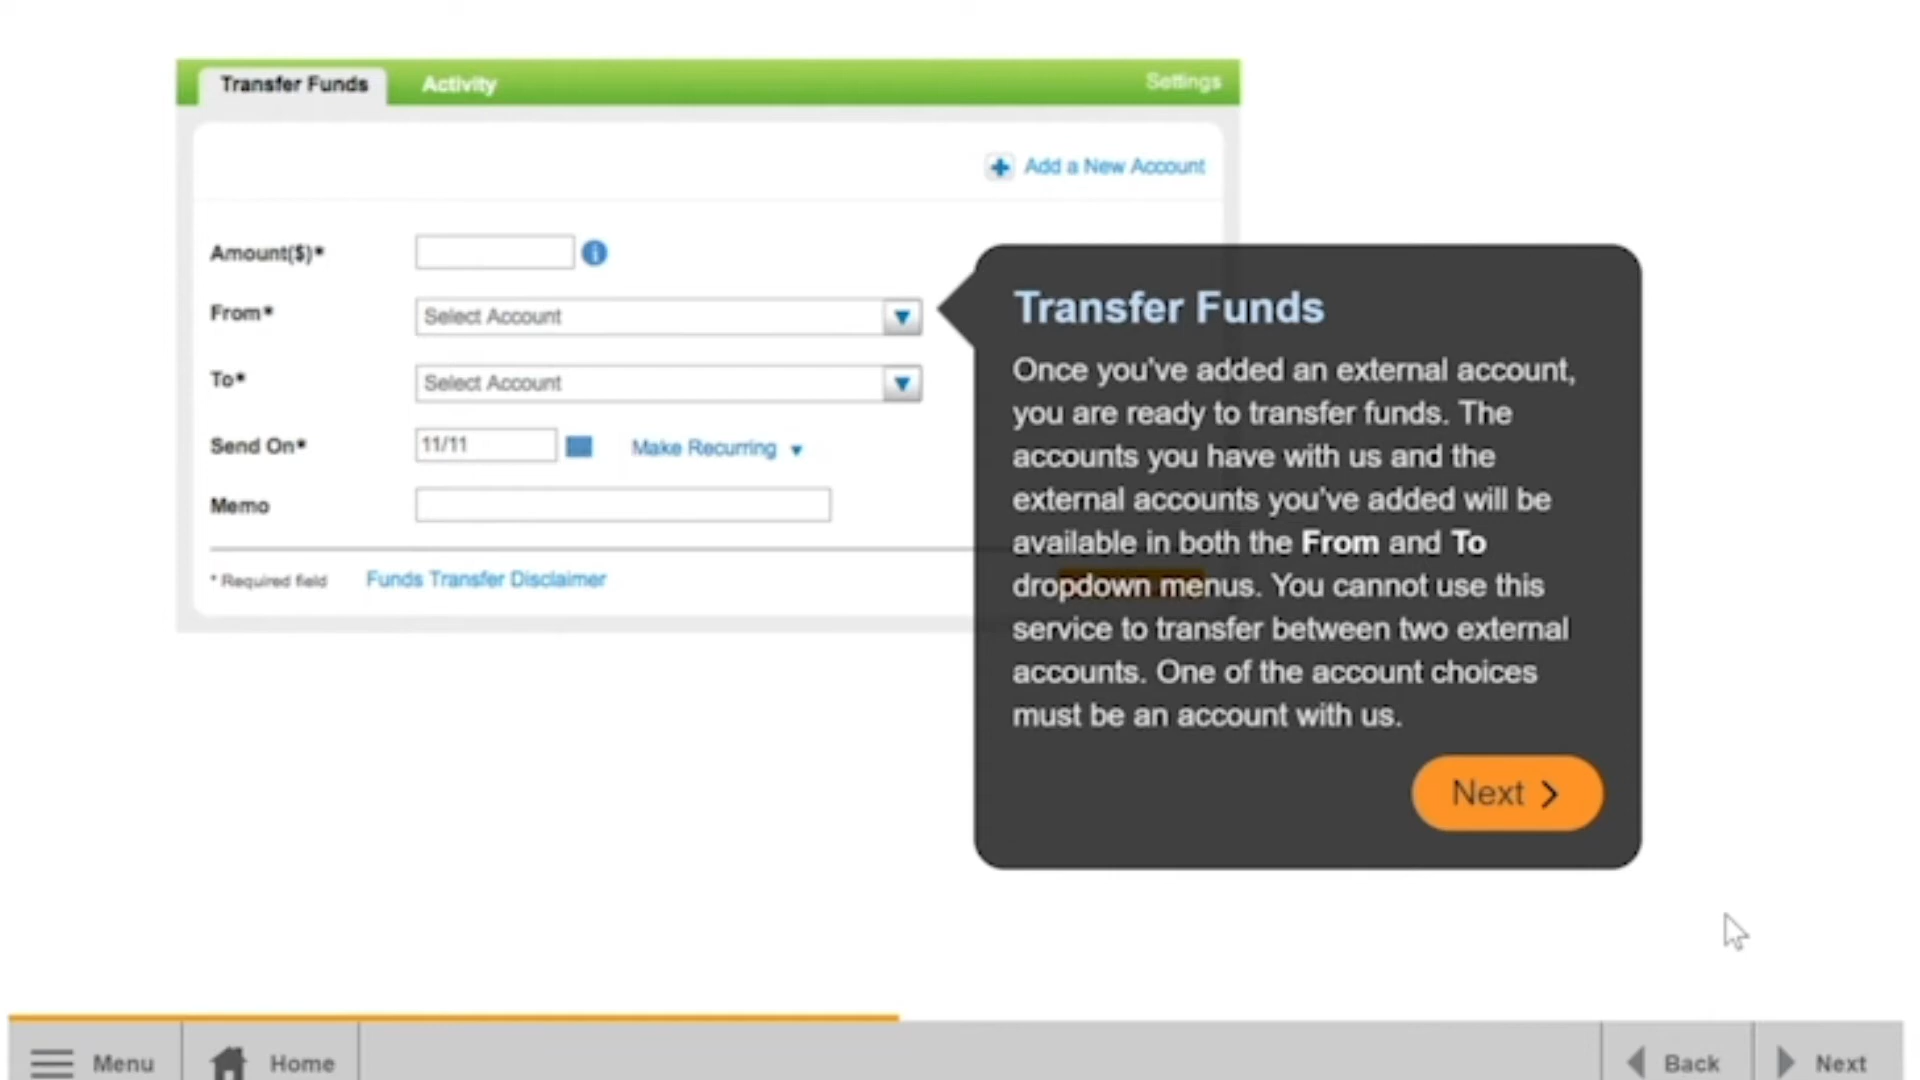 Transfer Funds
Activity
Settings
Add a New Account
Amount($)*
From*
Select Account
To*
Select Account
Send On*
11/11
Make Recurring
Memo
* Required field
Funds Transfer Disclaimer
Transfer Funds
Once you've added an external account,
you are ready to transfer funds. The
accounts you have with us and the
external accounts you've added will be
available in both the From and To
dropdown menus. You cannot use this
service to transfer between two external
accounts. One of the account choices
must be an account with us.
Next
Menu
Home
Back
Next